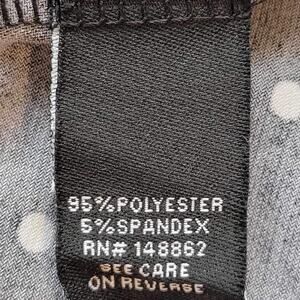 95%POLYESTER
5%SPANDEX
RN# 148862
SEE CARE
ON REVERSE